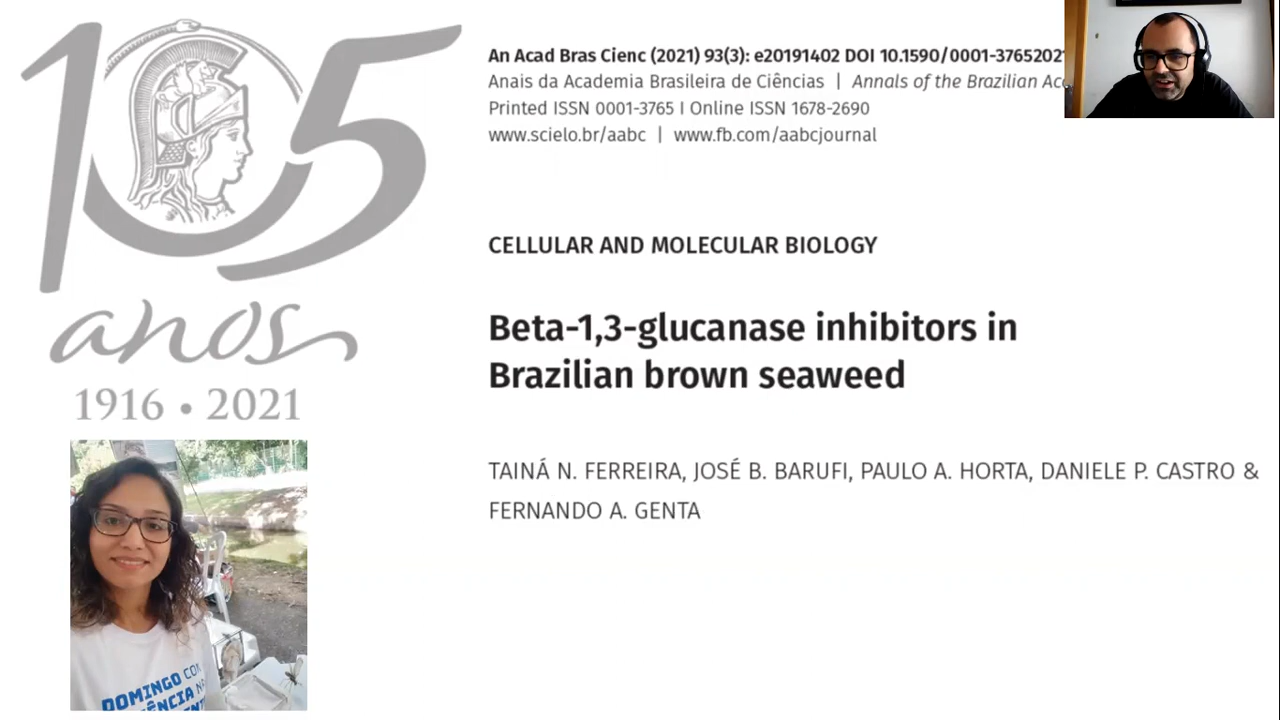 105
anos
1916 • 2021
An Acad Bras Cienc (2021) 93(3): e20191402 DOI 10.1590/0001-3765202
Anais da Academia Brasileira de Ciências | Annals of the Brazilian
Printed ISSN 0001-3765 I Online ISSN 1678-2690
www.scielo.br/aabc | www.fb.com/aabcjournal
CELLULAR AND MOLECULAR BIOLOGY
Beta-1,3-glucanase inhibitors in
Brazilian brown seaweed
TAINÁ N. FERREIRA, JOSÉ B. BARUFI, PAULO A. HORTA, DANIELE P. CASTRO &
FERNANDO A. GENTA
DOMINGO COM